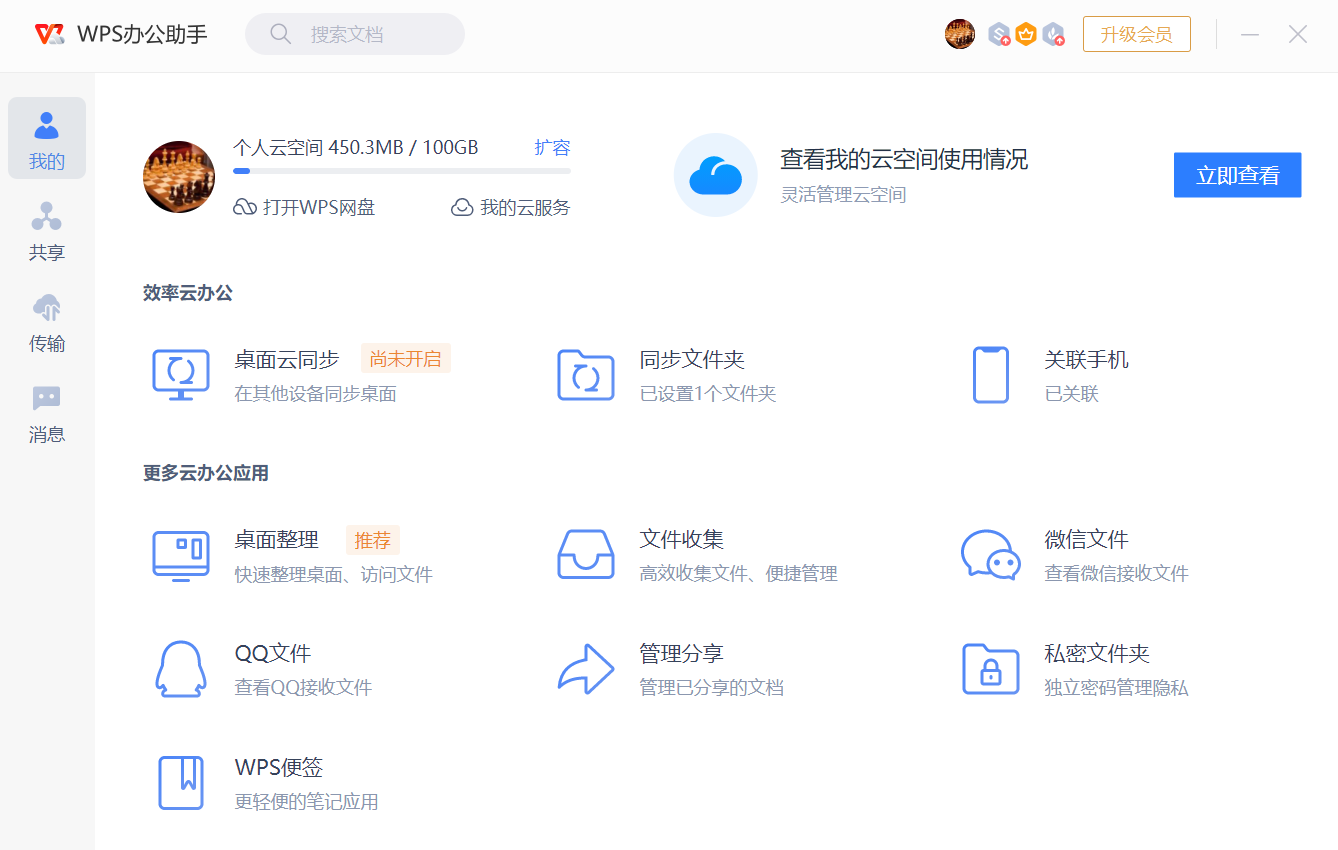 WPS办公助手
搜索文档
升级会员
我的
共享
传输
消息
个人云空间 450.3MB / 100GB
扩容
打开WPS网盘
我的云服务
查看我的云空间使用情况
灵活管理云空间
立即查看
效率云办公
桌面云同步
尚未开启
在其他设备同步桌面
同步文件夹
已设置1个文件夹
关联手机
已关联
更多云办公应用
桌面整理
推荐
快速整理桌面、访问文件
文件收集
高效收集文件、便捷管理
微信文件
查看微信接收文件
QQ文件
查看QQ接收文件
管理分享
管理已分享的文档
私密文件夹
独立密码管理隐私
WPS便签
更轻便的笔记应用